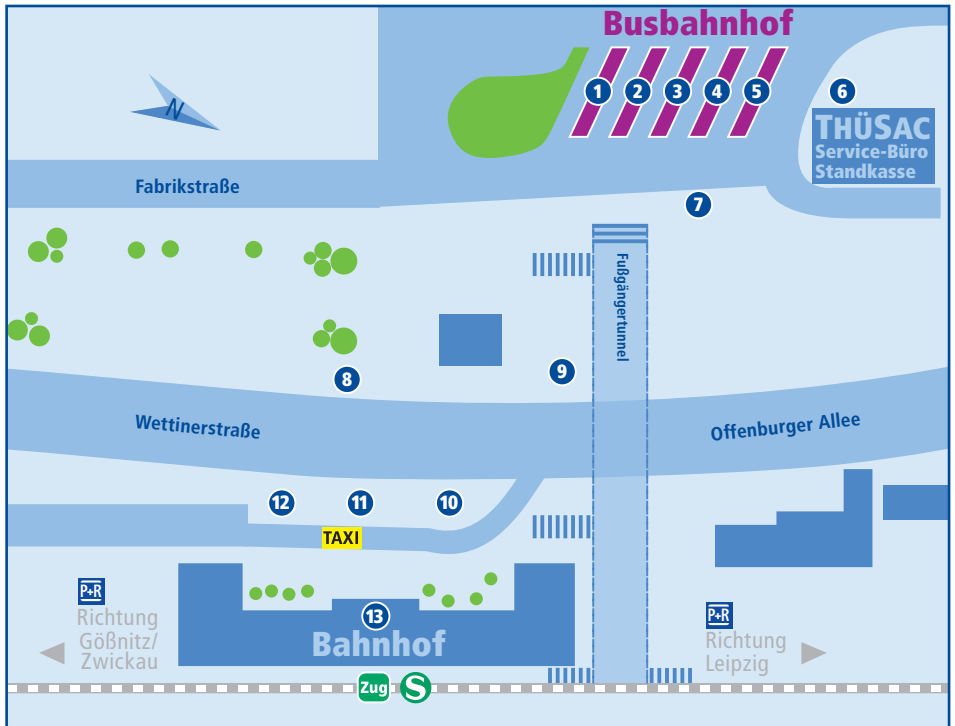 Busbahnhof
1 2 3 4 5 6
THÜSAC
Service-Büro
Standkasse
N
Fabrikstraße
7
Fußgängertunnel
8
9
Wettinerstraße
Offenburger Allee
12 11 10
TAXI
P+R
Richtung
Gößnitz/
Zwickau
13
Bahnhof
P+R
Richtung
Leipzig
Zug S